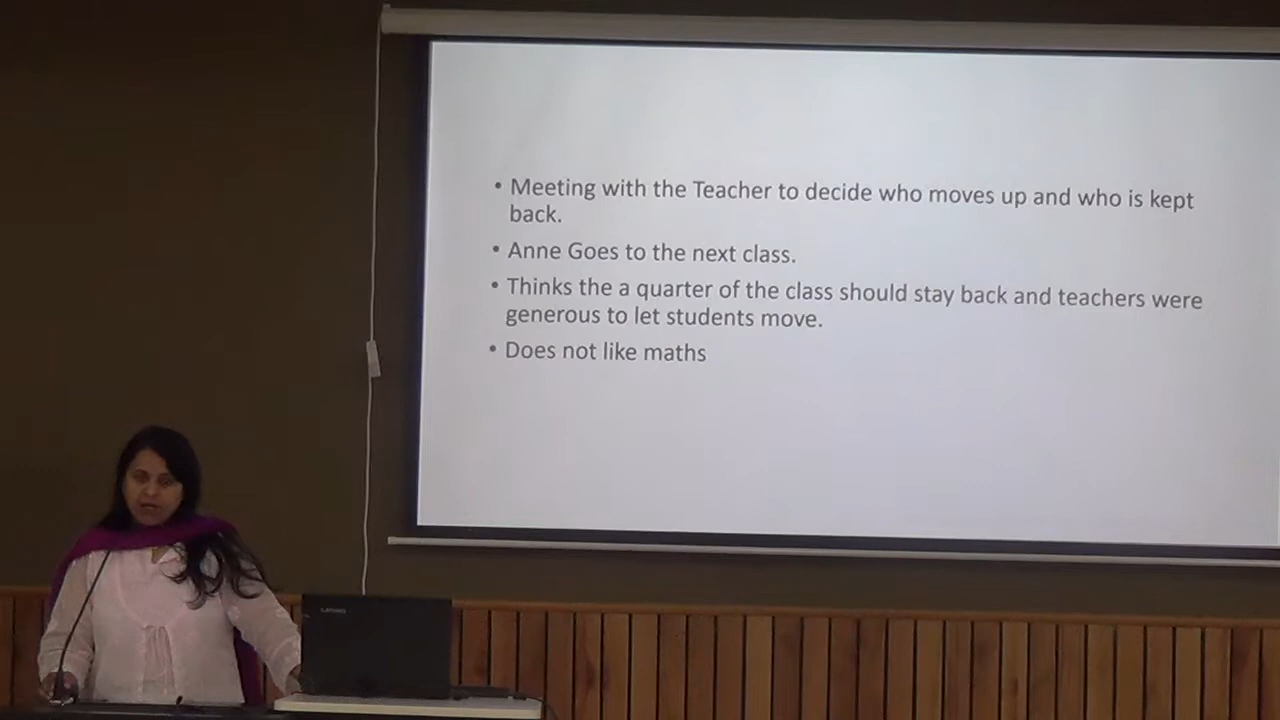 • Meeting with the Teacher to decide who moves up and who is kept
back.
• Anne Goes to the next class.
• Thinks the a quarter of the class should stay back and teachers were
generous to let students move.
• Does not like maths
Lenovo